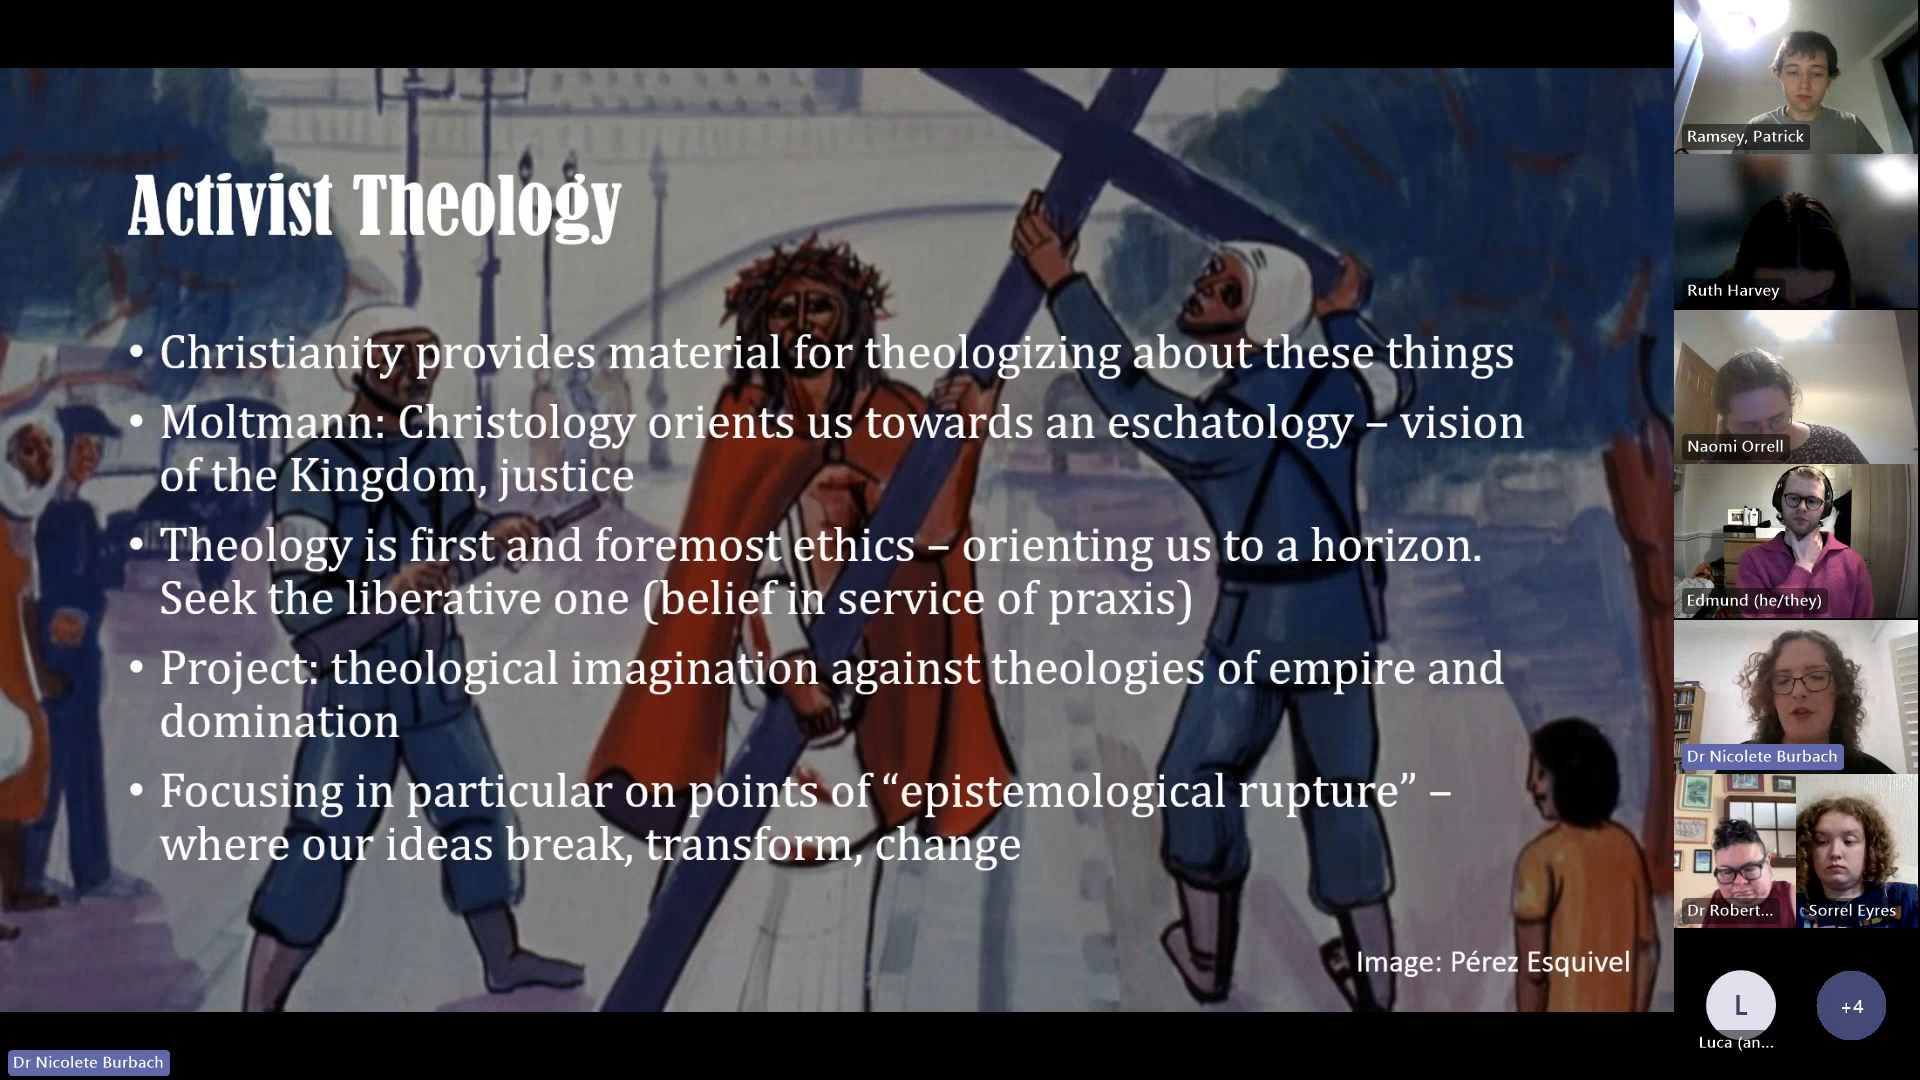 Activist Theology
• Christianity provides material for theologizing about these things
• Moltmann: Christology orients us towards an eschatology – vision
of the Kingdom, justice
• Theology is first and foremost ethics – orienting us to a horizon.
Seek the liberative one (belief in service of praxis)
• Project: theological imagination against theologies of empire and
domination
• Focusing in particular on points of “epistemological rupture” –
where our ideas break, transform, change
Image: Pérez Esquivel
Dr Nicolete Burbach
Ramsey, Patrick
Ruth Harvey
Naomi Orrell
Edmund (he/they)
Dr Nicolete Burbach
Dr Robert...
Sorrel Eyres
L
Luca (an...
+4